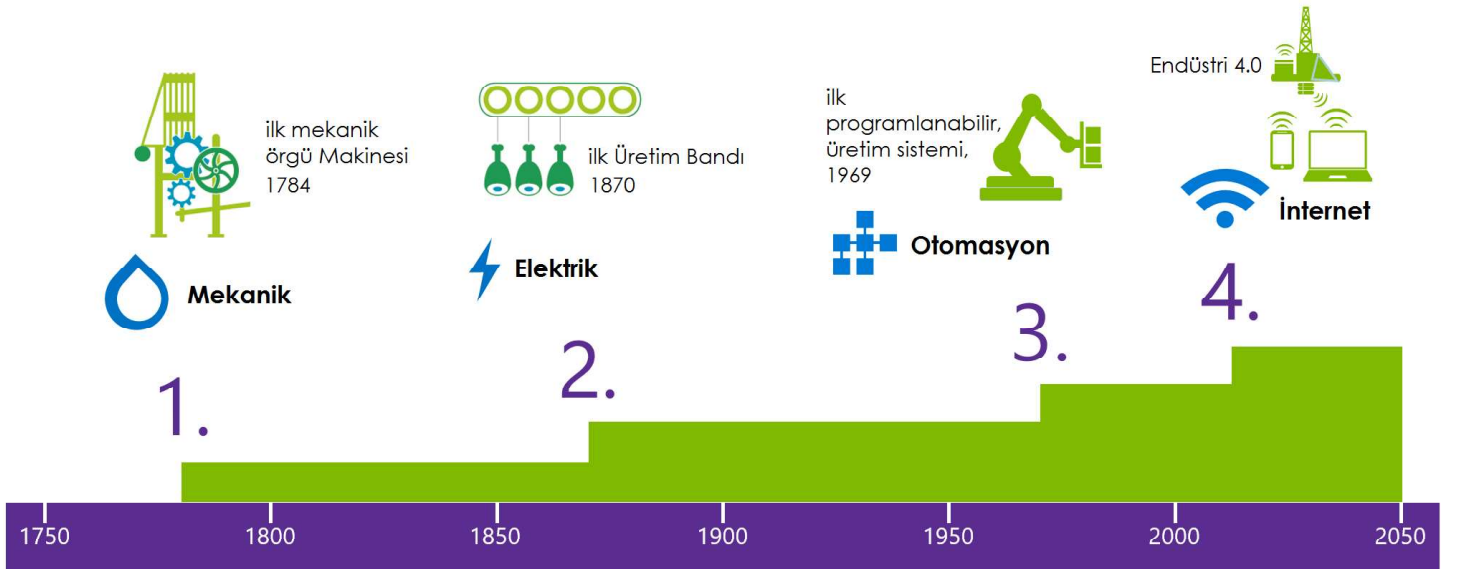 ilk mekanik
örgü Makinesi
1784
Mekanik
1.
ilk Üretim Bandı
1870
Elektrik
2.
ilk
programlanabilir,
üretim sistemi,
1969
Otomasyon
3.
Endüstri 4.0
İnternet
4.
1750 1800 1850 1900 1950 2000 2050